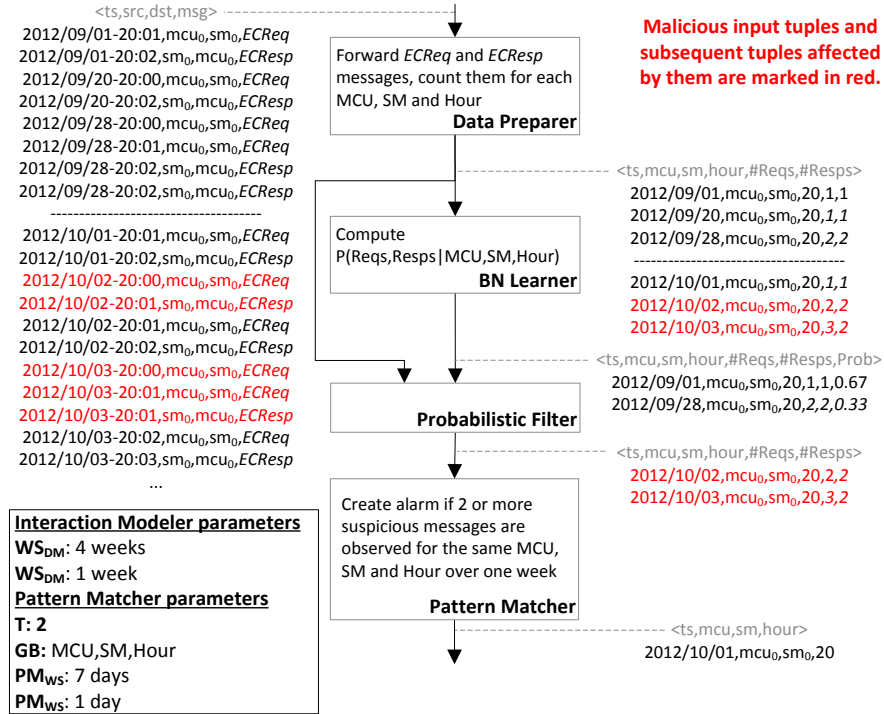 <ts,src,dst,msg>
2012/09/01-20:01,mcu₀,sm₀,ECReq
2012/09/01-20:02,sm₀,mcu₀,ECResp
2012/09/20-20:00,mcu₀,sm₀,ECReq
2012/09/20-20:02,sm₀,mcu₀,ECResp
2012/09/28-20:00,mcu₀,sm₀,ECReq
2012/09/28-20:01,mcu₀,sm₀,ECReq
2012/09/28-20:02,sm₀,mcu₀,ECResp
2012/09/28-20:02,sm₀,mcu₀,ECResp
-------------------------------------
2012/10/01-20:01,mcu₀,sm₀,ECReq
2012/10/01-20:02,sm₀,mcu₀,ECResp
2012/10/02-20:00,mcu₀,sm₀,ECReq
2012/10/02-20:01,sm₀,mcu₀,ECResp
2012/10/02-20:01,mcu₀,sm₀,ECReq
2012/10/02-20:02,sm₀,mcu₀,ECResp
2012/10/03-20:00,mcu₀,sm₀,ECReq
2012/10/03-20:01,mcu₀,sm₀,ECReq
2012/10/03-20:01,sm₀,mcu₀,ECResp
2012/10/03-20:02,mcu₀,sm₀,ECReq
2012/10/03-20:03,sm₀,mcu₀,ECResp
...
Interaction Modeler parameters
WS_DM: 4 weeks
WS_DM: 1 week
Pattern Matcher parameters
T: 2
GB: MCU,SM,Hour
PM_WS: 7 days
PM_WS: 1 day
Forward ECReq and ECResp
messages, count them for each
MCU, SM and Hour
Data Preparer
Compute
P(Reqs,Resps|MCU,SM,Hour)
BN Learner
Probabilistic Filter
Create alarm if 2 or more
suspicious messages are
observed for the same MCU,
SM and Hour over one week
Pattern Matcher
Malicious input tuples and
subsequent tuples affected
by them are marked in red.
<ts,mcu,sm,hour,#Reqs,#Resps>
2012/09/01,mcu₀,sm₀,20,1,1
2012/09/20,mcu₀,sm₀,20,1,1
2012/09/28,mcu₀,sm₀,20,2,2
-------------------------------------
2012/10/01,mcu₀,sm₀,20,1,1
2012/10/02,mcu₀,sm₀,20,2,2
2012/10/03,mcu₀,sm₀,20,3,2
<ts,mcu,sm,hour,#Reqs,#Resps,Prob>
2012/09/01,mcu₀,sm₀,20,1,1,0.67
2012/09/28,mcu₀,sm₀,20,2,2,0.33
<ts,mcu,sm,hour,#Reqs,#Resps>
2012/10/02,mcu₀,sm₀,20,2,2
2012/10/03,mcu₀,sm₀,20,3,2
<ts,mcu,sm,hour>
2012/10/01,mcu₀,sm₀,20